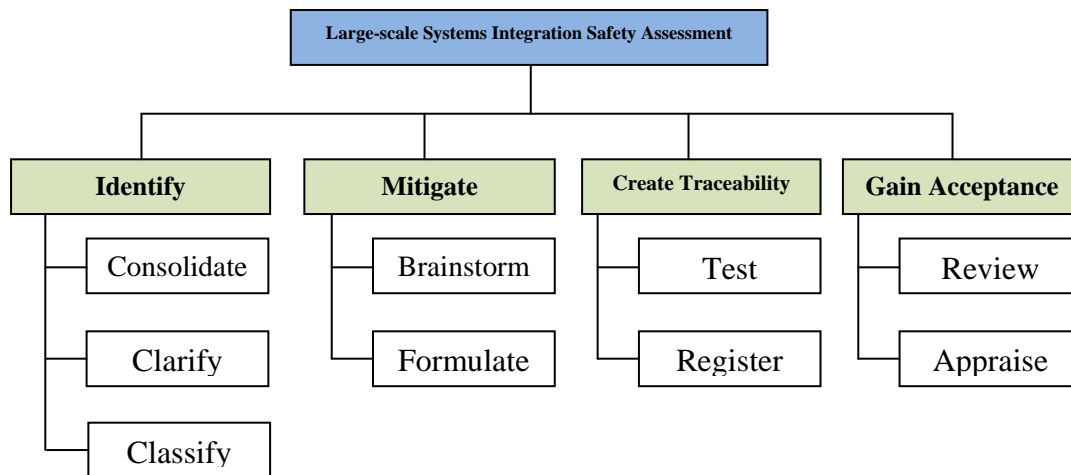 Large-scale Systems Integration Safety Assessment
Identify
Mitigate
Create Traceability
Gain Acceptance
Consolidate
Brainstorm
Test
Review
Clarify
Formulate
Register
Appraise
Classify